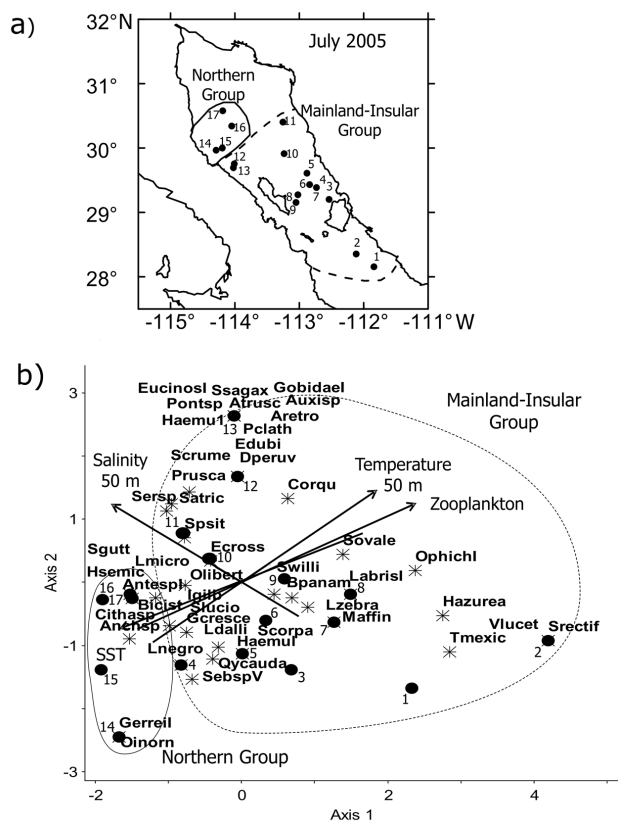 a)
32°N
July 2005
Northern
Group
31°
17
16
Mainland-Insular
Group
11
30°
14
15
12
13
10
5
4
6
3
29°
8
7
9
2
1
28°
-115° -114° -113° -112° -111°W
b)
3
Eucinosl Ssagax Gobidael
Pontsp Atrusc Auxisp
Haemu1 Aretro
13
Pclath
Edubi
Mainland-Insular
Group
Scrume Dperuv
Salinity
50 m
Prusca
12
Corqu
Temperature
50 m
Sersp Satric
Zooplankton
1
11
Spsit
Sovale
Sgutt
Ecross
10
Lmicro
Swilli
Ophichl
Hsemic
Olibert
9
Bpanam
Labrisl
16
Antespl
Igilb
8
17
Bicist
Slucio
Lzebra
Hazurea
Cithasp
Gcresce
6
Scorpa
Maffin
Vlucet
Srectif
Anchsp
7
Axis 2
-1
Ldalli
Haemul
Tmexic
2
SST
Lnegro
5
15
4
Qycauda
3
SebspV
1
14
Gerreil
Oinorn
Northern Group
-3
-2 0 2 4
Axis 1